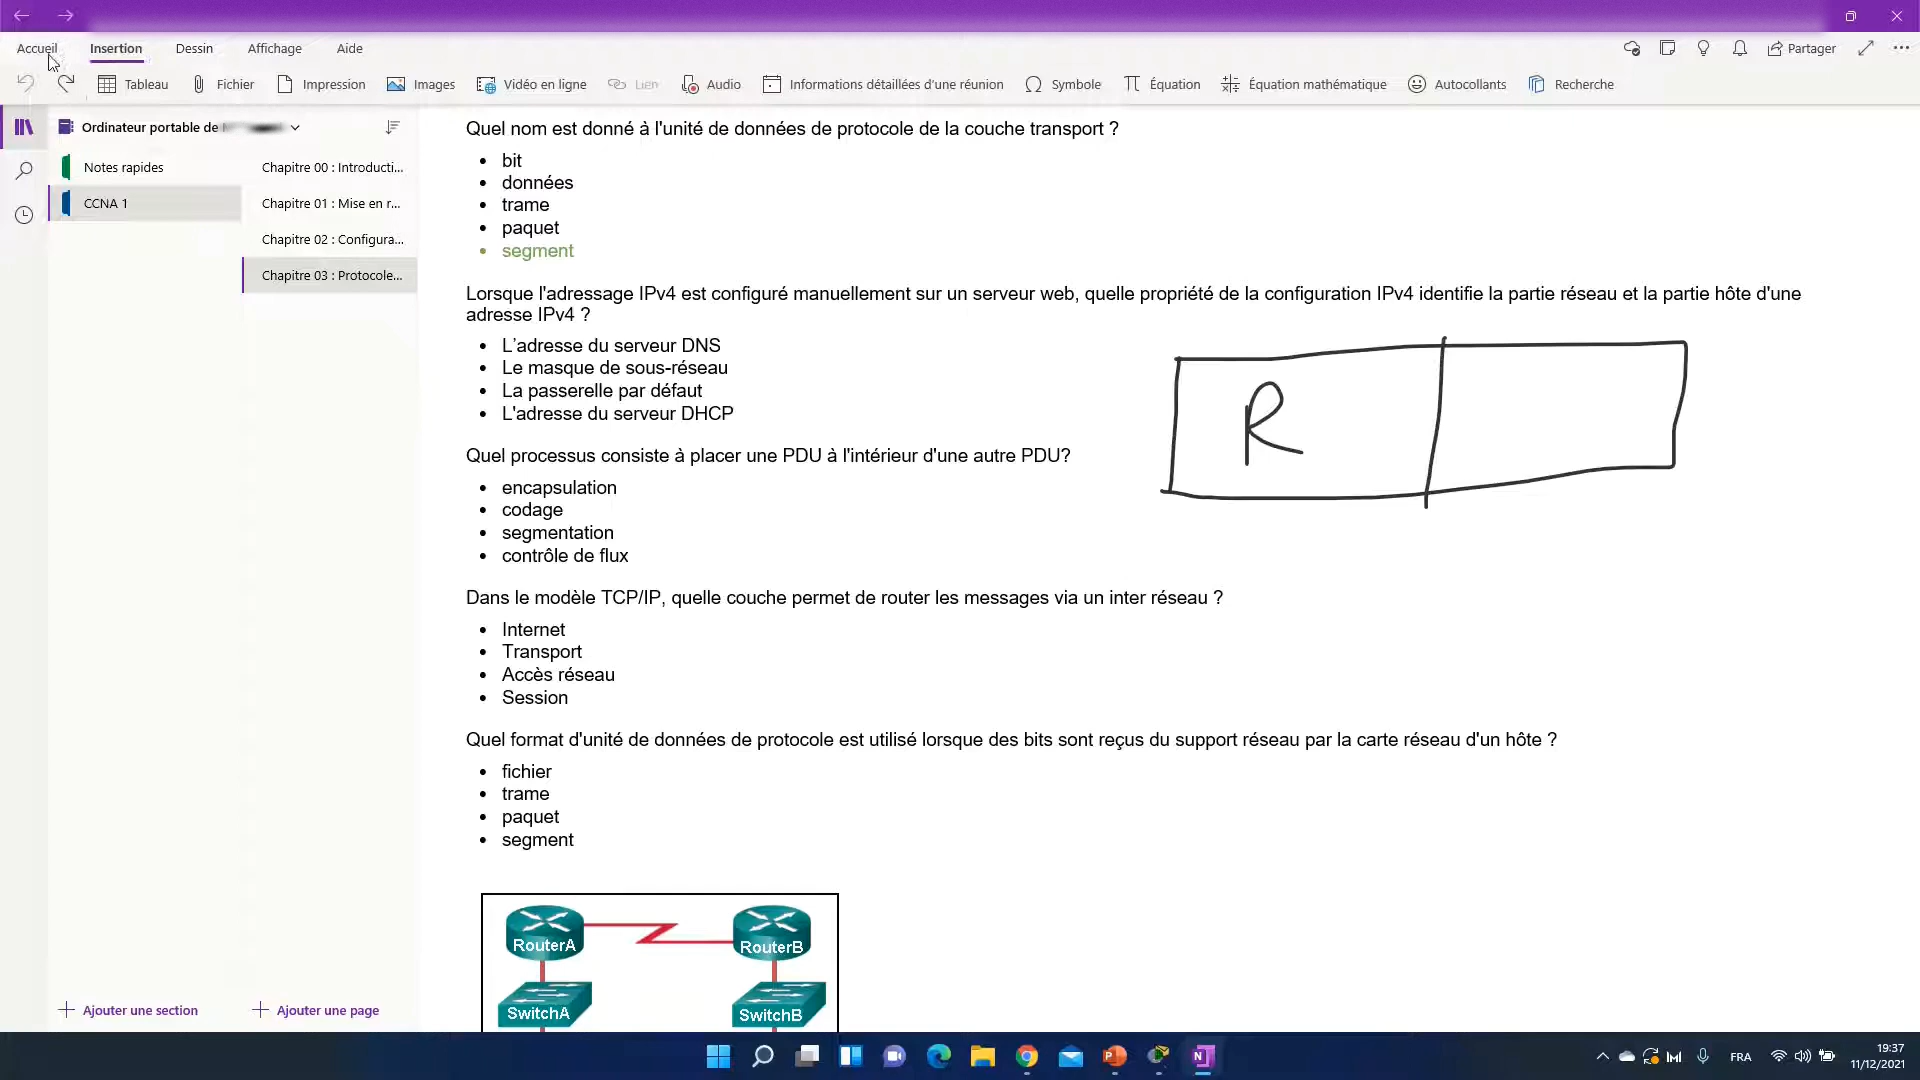 Accueil Insertion Dessin Affichage Aide Partager
Tableau Fichier Impression Images Vidéo en ligne Lien Audio Informations détaillées d'une réunion Symbole Équation Équation mathématique Autocollants Recherche
Ordinateur portable de
Notes rapides
CCNA 1
Chapitre 00 : Introducti...
Chapitre 01 : Mise en r...
Chapitre 02 : Configura...
Chapitre 03 : Protocole...
Quel nom est donné à l'unité de données de protocole de la couche transport ?
• bit
• données
• trame
• paquet
• segment
Lorsque l'adressage IPv4 est configuré manuellement sur un serveur web, quelle propriété de la configuration IPv4 identifie la partie réseau et la partie hôte d'une
adresse IPv4 ?
• L'adresse du serveur DNS
• Le masque de sous-réseau
• La passerelle par défaut
• L'adresse du serveur DHCP
R
Quel processus consiste à placer une PDU à l'intérieur d'une autre PDU?
• encapsulation
• codage
• segmentation
• contrôle de flux
Dans le modèle TCP/IP, quelle couche permet de router les messages via un inter réseau ?
• Internet
• Transport
• Accès réseau
• Session
Quel format d'unité de données de protocole est utilisé lorsque des bits sont reçus du support réseau par la carte réseau d'un hôte ?
• fichier
• trame
• paquet
• segment
RouterA RouterB
SwitchA SwitchB
Ajouter une section Ajouter une page
FRA
19:37
11/12/2021